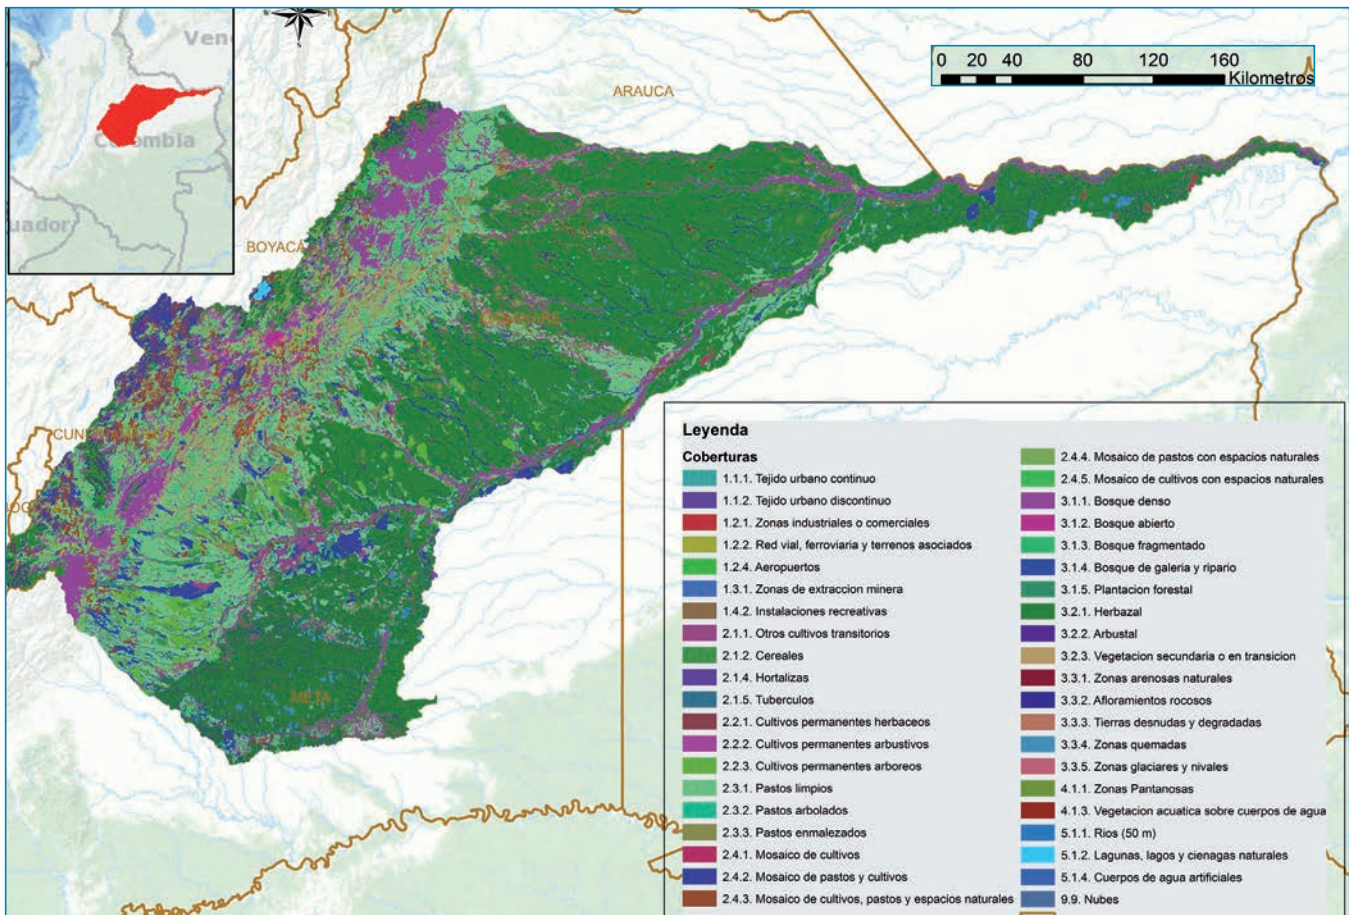 Ven
Colombia
uador
ARAUCA
0 20 40 80 120 160
Kilometros
BOYACÁ
META
Leyenda
Coberturas
1.1.1. Tejido urbano continuo
1.1.2. Tejido urbano discontinuo
1.2.1. Zonas industriales o comerciales
1.2.2. Red vial, ferroviaria y terrenos asociados
1.2.4. Aeropuertos
1.3.1. Zonas de extraccion minera
1.4.2. Instalaciones recreativas
2.1.1. Otros cultivos transitorios
2.1.2. Cereales
2.1.4. Hortalizas
2.1.5. Tuberculos
2.2.1. Cultivos permanentes herbaceos
2.2.2. Cultivos permanentes arbustivos
2.2.3. Cultivos permanentes arboreos
2.3.1. Pastos limpios
2.3.2. Pastos arbolados
2.3.3. Pastos enmalezados
2.4.1. Mosaico de cultivos
2.4.2. Mosaico de pastos y cultivos
2.4.3. Mosaico de cultivos, pastos y espacios naturales
2.4.4. Mosaico de pastos con espacios naturales
2.4.5. Mosaico de cultivos con espacios naturales
3.1.1. Bosque denso
3.1.2. Bosque abierto
3.1.3. Bosque fragmentado
3.1.4. Bosque de galeria y ripario
3.1.5. Plantacion forestal
3.2.1. Herbazal
3.2.2. Arbustal
3.2.3. Vegetacion secundaria o en transicion
3.3.1. Zonas arenosas naturales
3.3.2. Afloramientos rocosos
3.3.3. Tierras desnudas y degradadas
3.3.4. Zonas quemadas
3.3.5. Zonas glaciares y nivales
4.1.1. Zonas Pantanosas
4.1.3. Vegetacion acuatica sobre cuerpos de agua
5.1.1. Rios (50 m)
5.1.2. Lagunas, lagos y cienagas naturales
5.1.4. Cuerpos de agua artificiales
9.9. Nubes